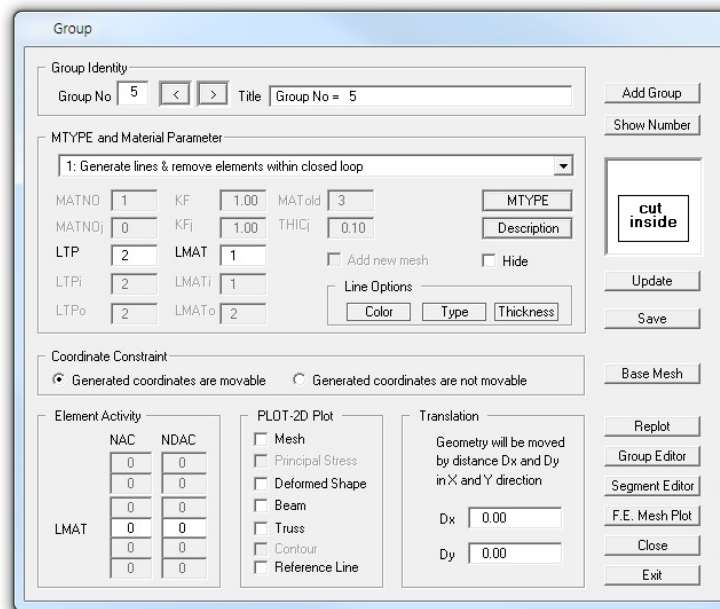 Group
Group Identity
Group No 5 < > Title Group No = 5
Add Group
Show Number
MTYPE and Material Parameter
1: Generate lines & remove elements within closed loop
MATNO 1 KF 1.00 MATold 3 MTYPE
MATNOj 0 KFj 1.00 THICj 0.10 Description
LTP 2 LMAT 1 Add new mesh Hide
LTPi 2 LMATi 1 Line Options
LTPo 2 LMATo 2 Color Type Thickness
cut
inside
Update
Save
Coordinate Constraint
Generated coordinates are movable Generated coordinates are not movable
Base Mesh
Element Activity
NAC NDAC
0 0
0 0
0 0
LMAT 0 0
0 0
0 0
PLOT-2D Plot
Mesh
Principal Stress
Deformed Shape
Beam
Truss
Contour
Reference Line
Translation
Geometry will be moved
by distance Dx and Dy
in X and Y direction
Dx 0.00
Dy 0.00
Replot
Group Editor
Segment Editor
F.E. Mesh Plot
Close
Exit